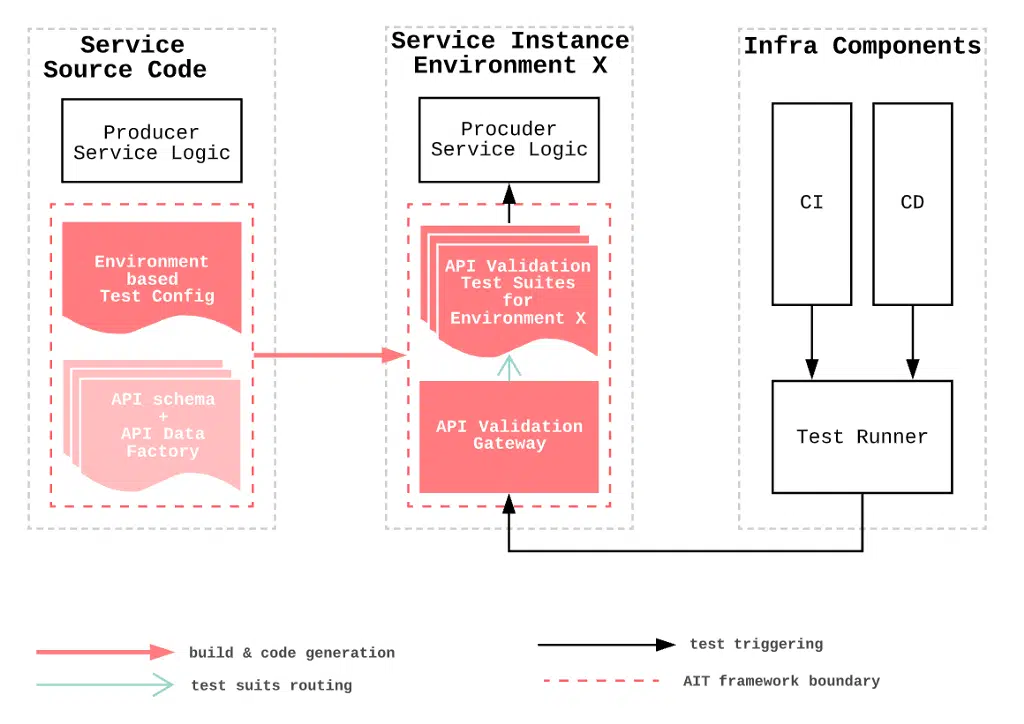 Service
Source Code
Producer
Service Logic
Environment
based
Test Config
API schema
+
API Data
Factory
Service Instance
Environment X
Procuder
Service Logic
API Validation
Test Suites
for
Environment X
API Validation
Gateway
Infra Components
CI
CD
Test Runner
build & code generation
test suits routing
test triggering
AIT framework boundary